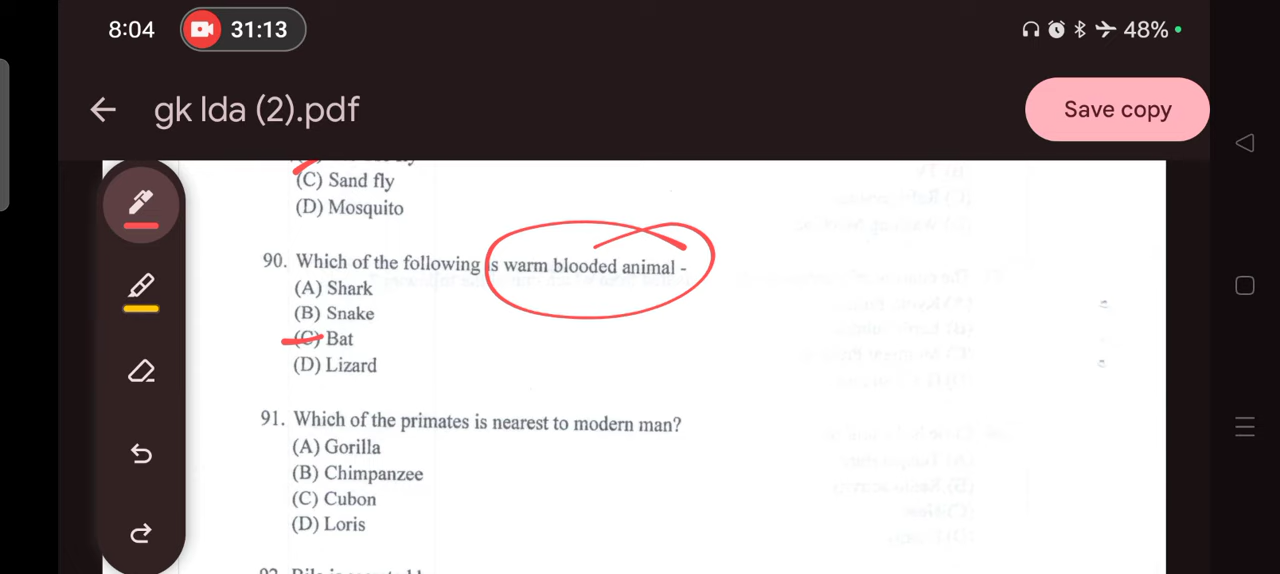 8:04 31:13 48%
gk lda (2).pdf Save copy
(C) Sand fly
(D) Mosquito
90. Which of the following is warm blooded animal -
(A) Shark
(B) Snake
(C) Bat
(D) Lizard
91. Which of the primates is nearest to modern man?
(A) Gorilla
(B) Chimpanzee
(C) Cubon
(D) Loris